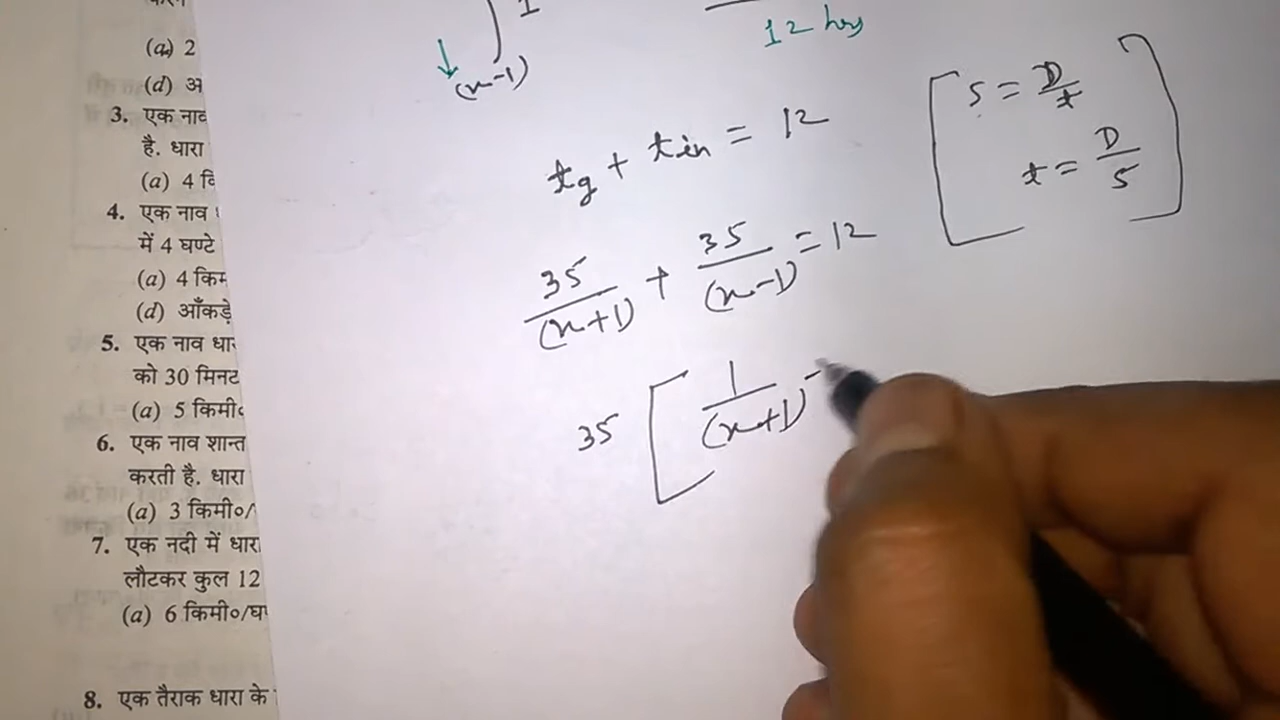 (a) 2
(d) अ
3. एक नाव
है. धारा
(a) 4 कि
4. एक नाव
में 4 घण्टे
(a) 4 किम
(d) आँकड़े
5. एक नाव धार
को 30 मिनट
(a) 5 किमी०
6. एक नाव शान्त
करती है. धारा
(a) 3 किमी०/
7. एक नदी में धारा
लौटकर कुल 12
(a) 6 किमी०/घ
8. एक तैराक धारा के
1
(x-1)
12 hrs
S = D/t
t = D/S
tg + tin = 12
35/(x+1) + 35/(x-1) = 12
35 [ 1/(x+1)